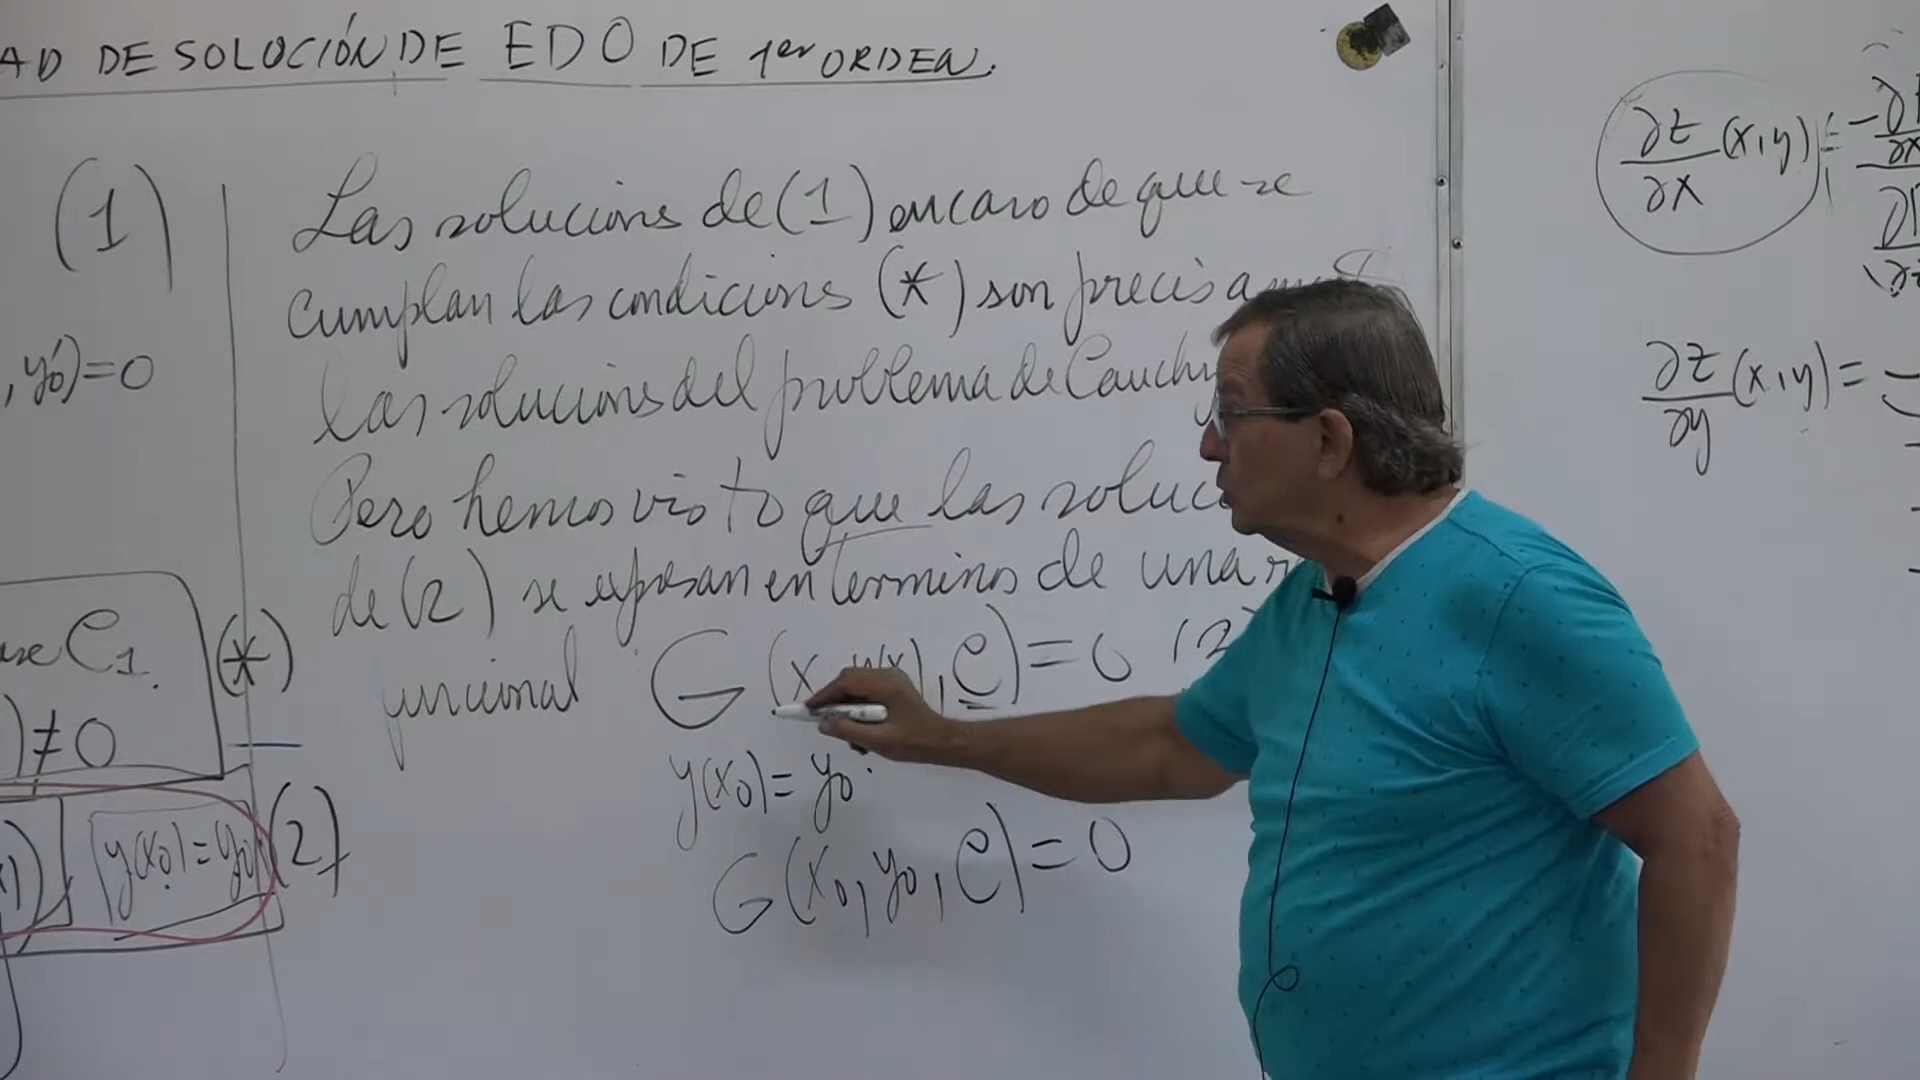 AD DE SOLUCIÓN DE EDO DE 1er ORDEN.
(1)
, y₀')=0
C₁. (*)
)≠0
y(x₀)=y₀ (2)
Las soluciones de (1) en caso de que se
cumplan las condiciones (*) son precisa
las soluciones del problema de Cauchy
Pero hemos visto que las soluc
de (2) se expresan en terminos de una r
funcional G(x, y(x), C)=0
y(x₀)=y₀.
G(x₀, y₀, C)=0
∂z/∂x (x,y)=
∂z/∂y (x,y)=